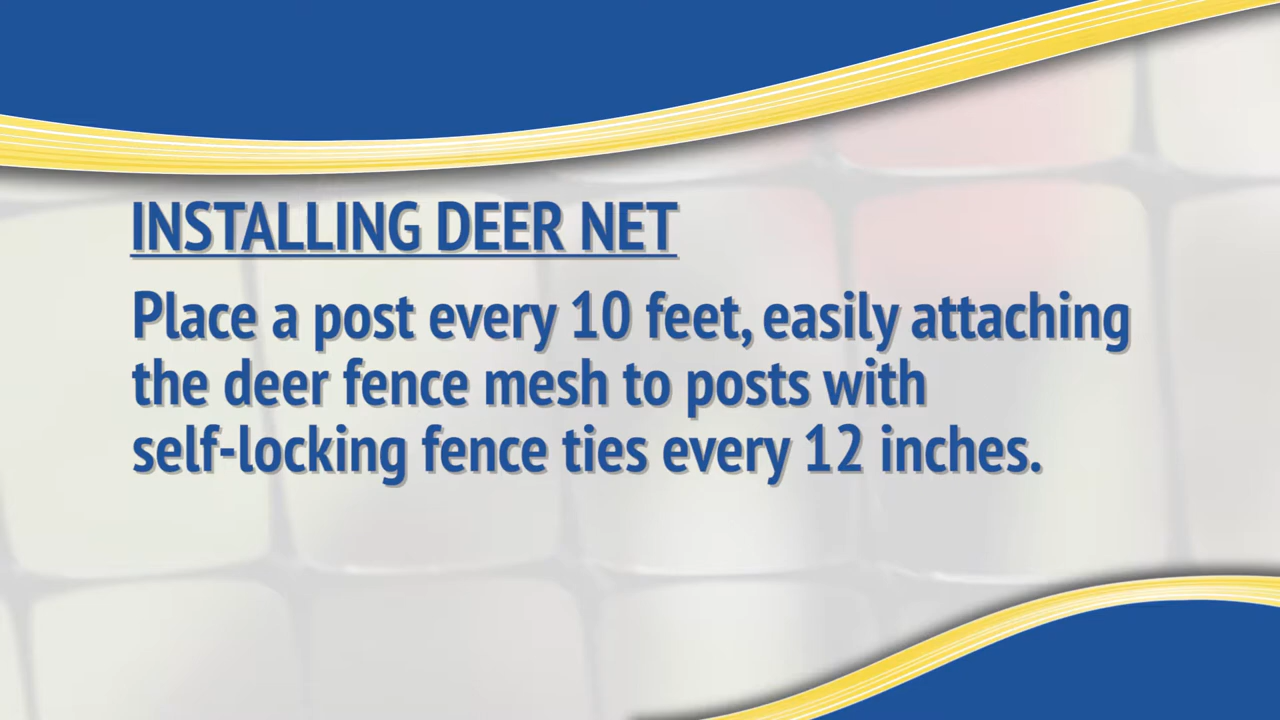 INSTALLING DEER NET
Place a post every 10 feet, easily attaching
the deer fence mesh to posts with
self-locking fence ties every 12 inches.